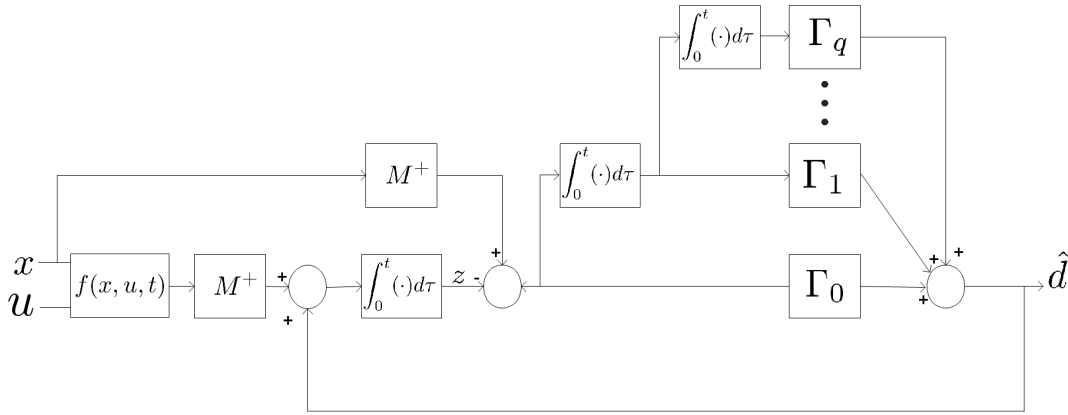 ∫₀ᵗ(·)dτ
Γ_q
M⁺
∫₀ᵗ(·)dτ
Γ₁
x
u
f(x, u, t)
M⁺
+
+
∫₀ᵗ(·)dτ
z
-
+
Γ₀
+
+
+
d̂